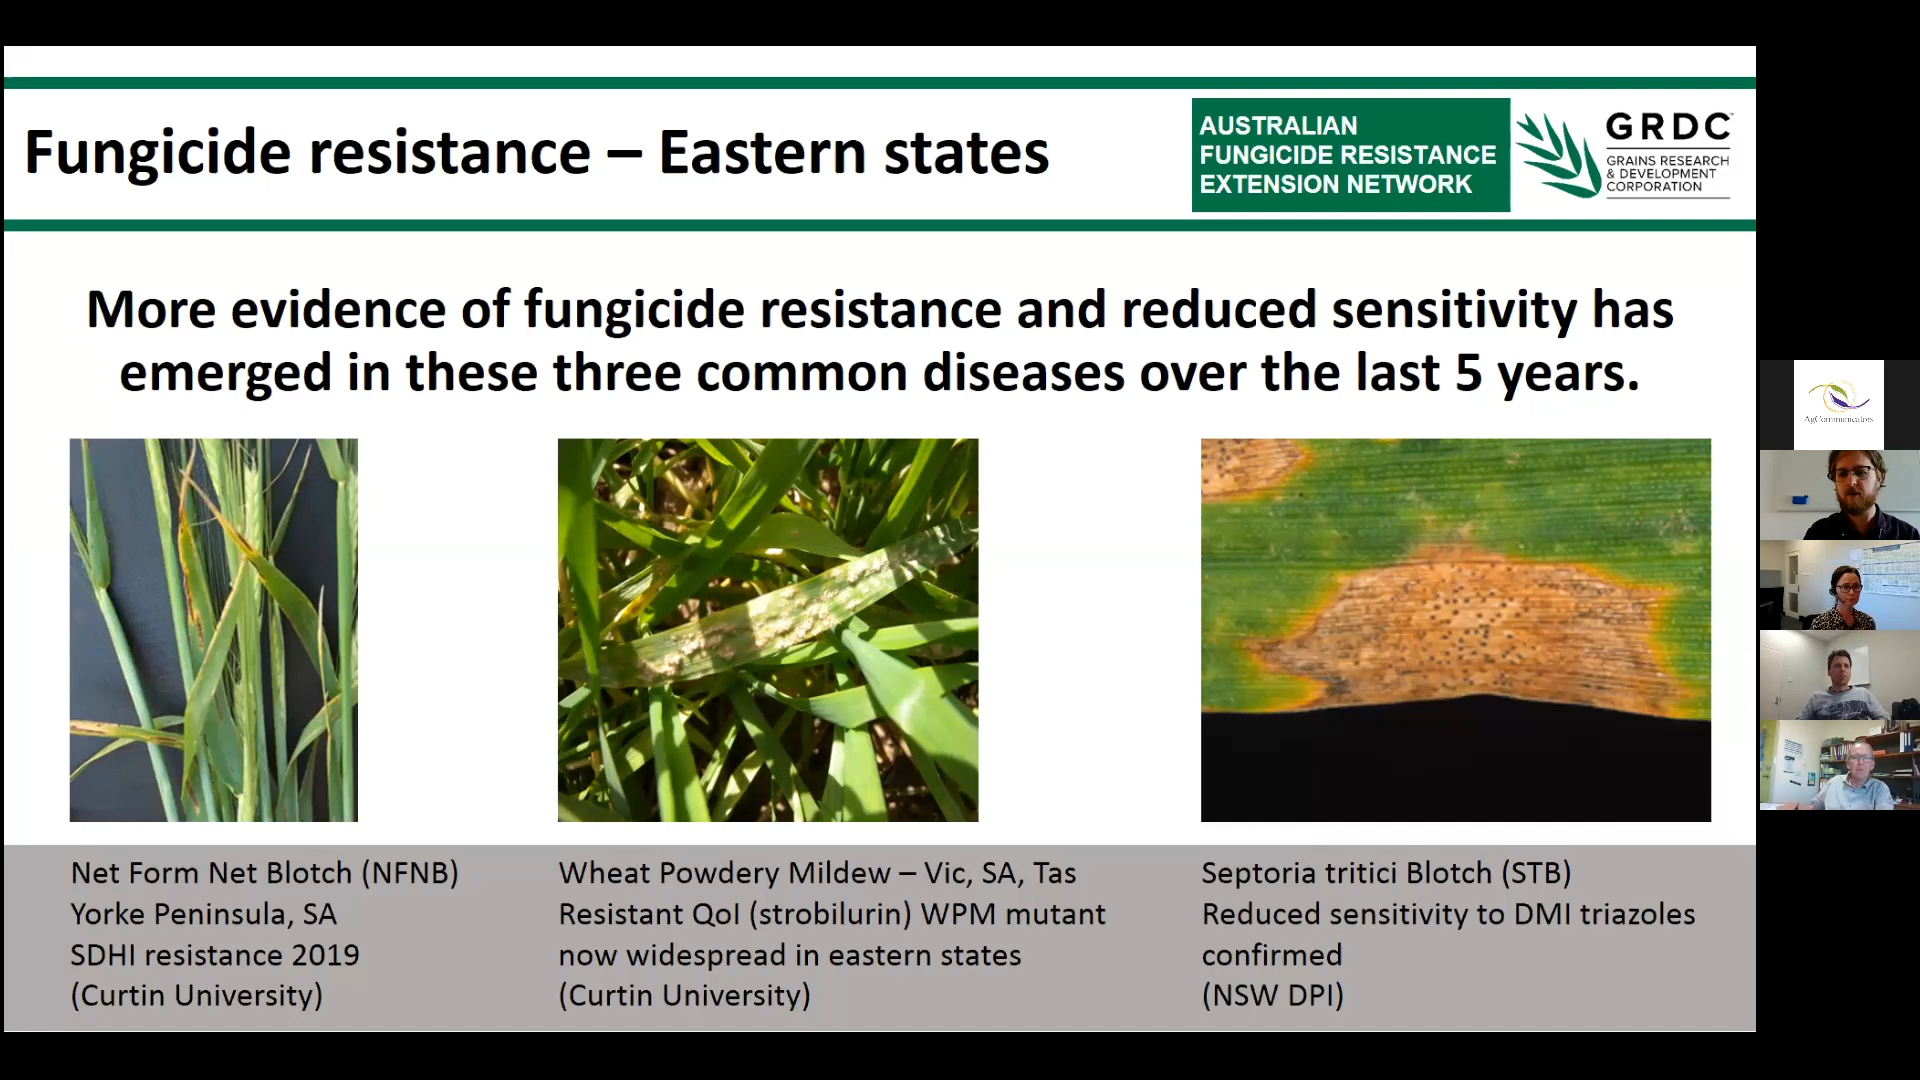 Fungicide resistance – Eastern states
AUSTRALIAN
FUNGICIDE RESISTANCE
EXTENSION NETWORK
GRDC
GRAINS RESEARCH
& DEVELOPMENT
CORPORATION
More evidence of fungicide resistance and reduced sensitivity has
emerged in these three common diseases over the last 5 years.
AgCommunicators
Net Form Net Blotch (NFNB)
Yorke Peninsula, SA
SDHI resistance 2019
(Curtin University)
Wheat Powdery Mildew – Vic, SA, Tas
Resistant QoI (strobilurin) WPM mutant
now widespread in eastern states
(Curtin University)
Septoria tritici Blotch (STB)
Reduced sensitivity to DMI triazoles
confirmed
(NSW DPI)